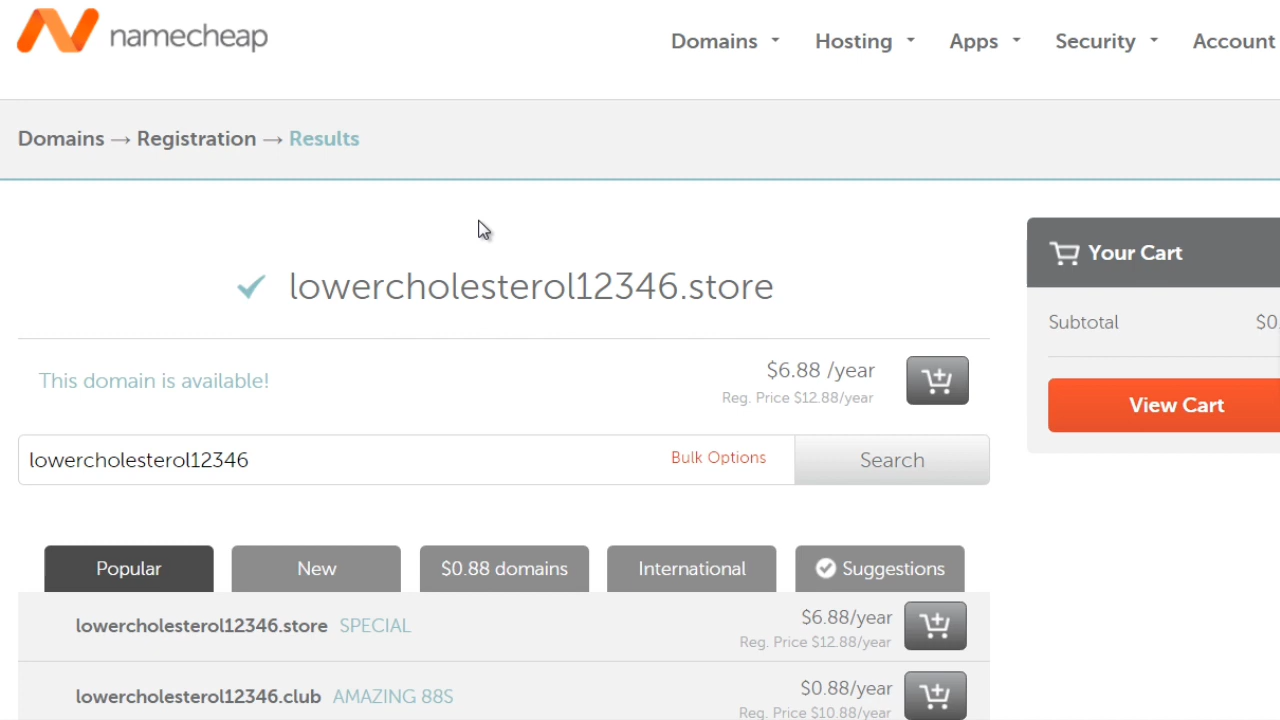 namecheap
Domains Hosting Apps Security Account
Domains → Registration → Results
lowercholesterol12346.store
Your Cart
Subtotal $0
This domain is available!
$6.88 /year
Reg. Price $12.88/year
View Cart
lowercholesterol12346 Bulk Options Search
Popular New $0.88 domains International Suggestions
lowercholesterol12346.store SPECIAL $6.88/year
Reg. Price $12.88/year
lowercholesterol12346.club AMAZING 88S $0.88/year
Reg. Price $10.88/year